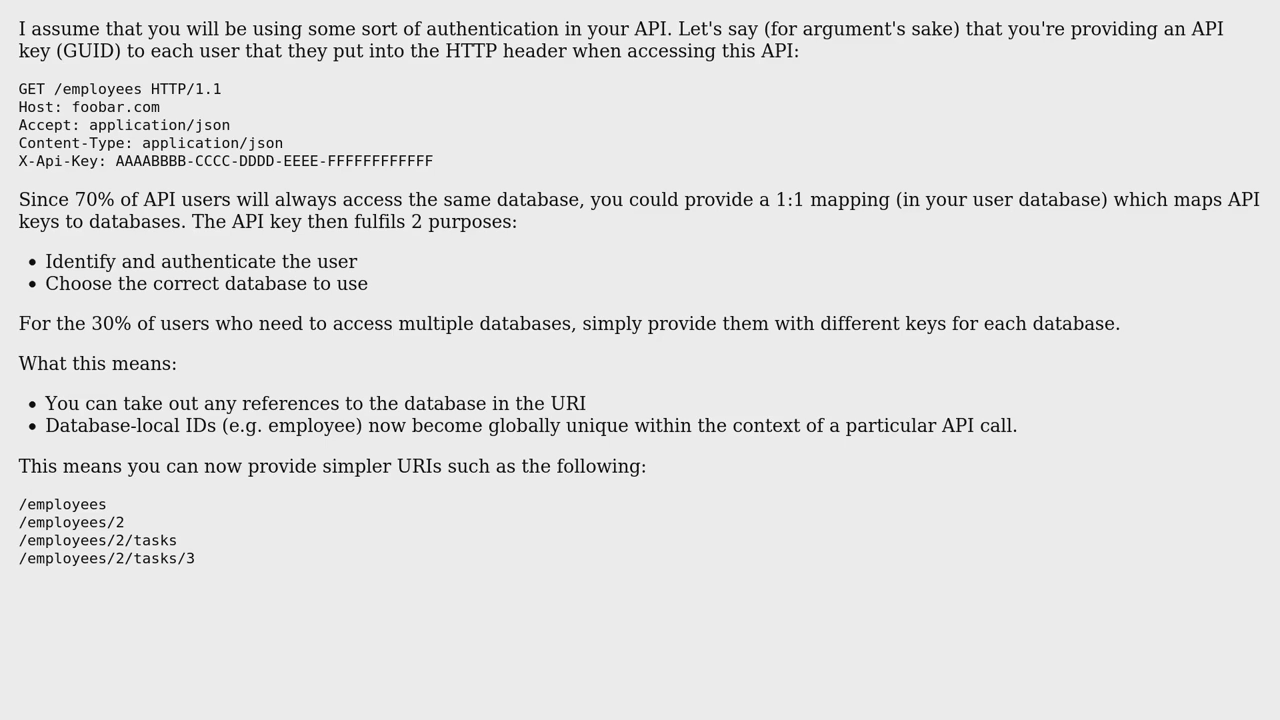 I assume that you will be using some sort of authentication in your API. Let's say (for argument's sake) that you're providing an API
key (GUID) to each user that they put into the HTTP header when accessing this API:
GET /employees HTTP/1.1
Host: foobar.com
Accept: application/json
Content-Type: application/json
X-Api-Key: AAAABBBB-CCCC-DDDD-EEEE-FFFFFFFFFFFF
Since 70% of API users will always access the same database, you could provide a 1:1 mapping (in your user database) which maps API
keys to databases. The API key then fulfils 2 purposes:
• Identify and authenticate the user
• Choose the correct database to use
For the 30% of users who need to access multiple databases, simply provide them with different keys for each database.
What this means:
• You can take out any references to the database in the URI
• Database-local IDs (e.g. employee) now become globally unique within the context of a particular API call.
This means you can now provide simpler URIs such as the following:
/employees
/employees/2
/employees/2/tasks
/employees/2/tasks/3